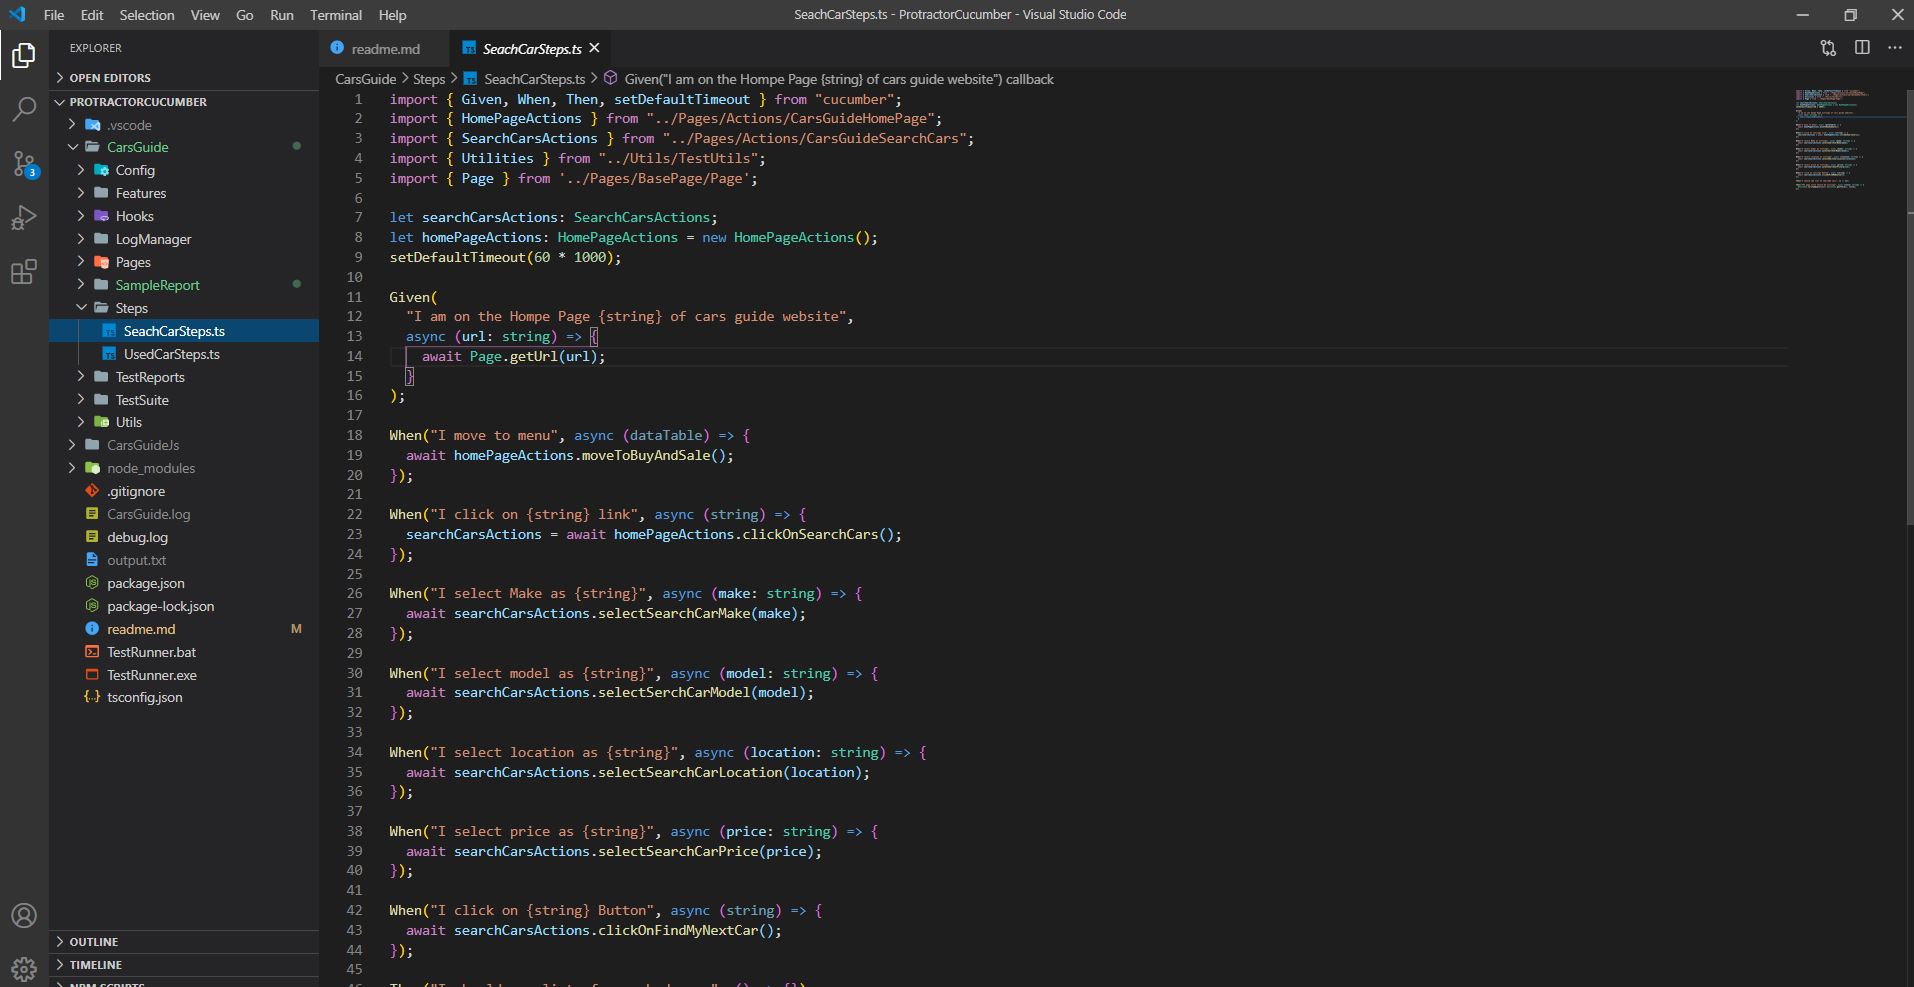 File Edit Selection View Go Run Terminal Help
SeachCarSteps.ts - ProtractorCucumber - Visual Studio Code
EXPLORER
OPEN EDITORS
PROTRACTORCUCUMBER
.vscode
CarsGuide
Config
Features
Hooks
LogManager
Pages
SampleReport
Steps
SeachCarSteps.ts
UsedCarSteps.ts
TestReports
TestSuite
Utils
CarsGuideJs
node_modules
.gitignore
CarsGuide.log
debug.log
output.txt
package.json
package-lock.json
readme.md M
TestRunner.bat
TestRunner.exe
tsconfig.json
OUTLINE
TIMELINE
NPM SCRIPTS
3
readme.md
SeachCarSteps.ts
CarsGuide > Steps > SeachCarSteps.ts > Given("I am on the Hompe Page {string} of cars guide website") callback
1 import { Given, When, Then, setDefaultTimeout } from "cucumber";
2 import { HomePageActions } from "../Pages/Actions/CarsGuideHomePage";
3 import { SearchCarsActions } from "../Pages/Actions/CarsGuideSearchCars";
4 import { Utilities } from "../Utils/TestUtils";
5 import { Page } from '../Pages/BasePage/Page';
6
7 let searchCarsActions: SearchCarsActions;
8 let homePageActions: HomePageActions = new HomePageActions();
9 setDefaultTimeout(60 * 1000);
10
11 Given(
12 "I am on the Hompe Page {string} of cars guide website",
13 async (url: string) => {
14 await Page.getUrl(url);
15 }
16 );
17
18 When("I move to menu", async (dataTable) => {
19 await homePageActions.moveToBuyAndSale();
20 });
21
22 When("I click on {string} link", async (string) => {
23 searchCarsActions = await homePageActions.clickOnSearchCars();
24 });
25
26 When("I select Make as {string}", async (make: string) => {
27 await searchCarsActions.selectSearchCarMake(make);
28 });
29
30 When("I select model as {string}", async (model: string) => {
31 await searchCarsActions.selectSerchCarModel(model);
32 });
33
34 When("I select location as {string}", async (location: string) => {
35 await searchCarsActions.selectSearchCarLocation(location);
36 });
37
38 When("I select price as {string}", async (price: string) => {
39 await searchCarsActions.selectSearchCarPrice(price);
40 });
41
42 When("I click on {string} Button", async (string) => {
43 await searchCarsActions.clickOnFindMyNextCar();
44 });
45